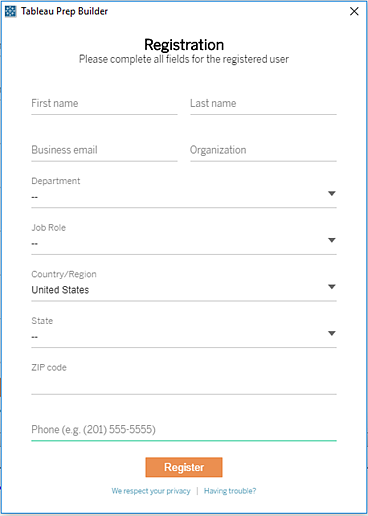 Tableau Prep Builder
Registration
Please complete all fields for the registered user
First name Last name
Business email Organization
Department
--
Job Role
--
Country/Region
United States
State
--
ZIP code
Phone (e.g. (201) 555-5555)
Register
We respect your privacy | Having trouble?